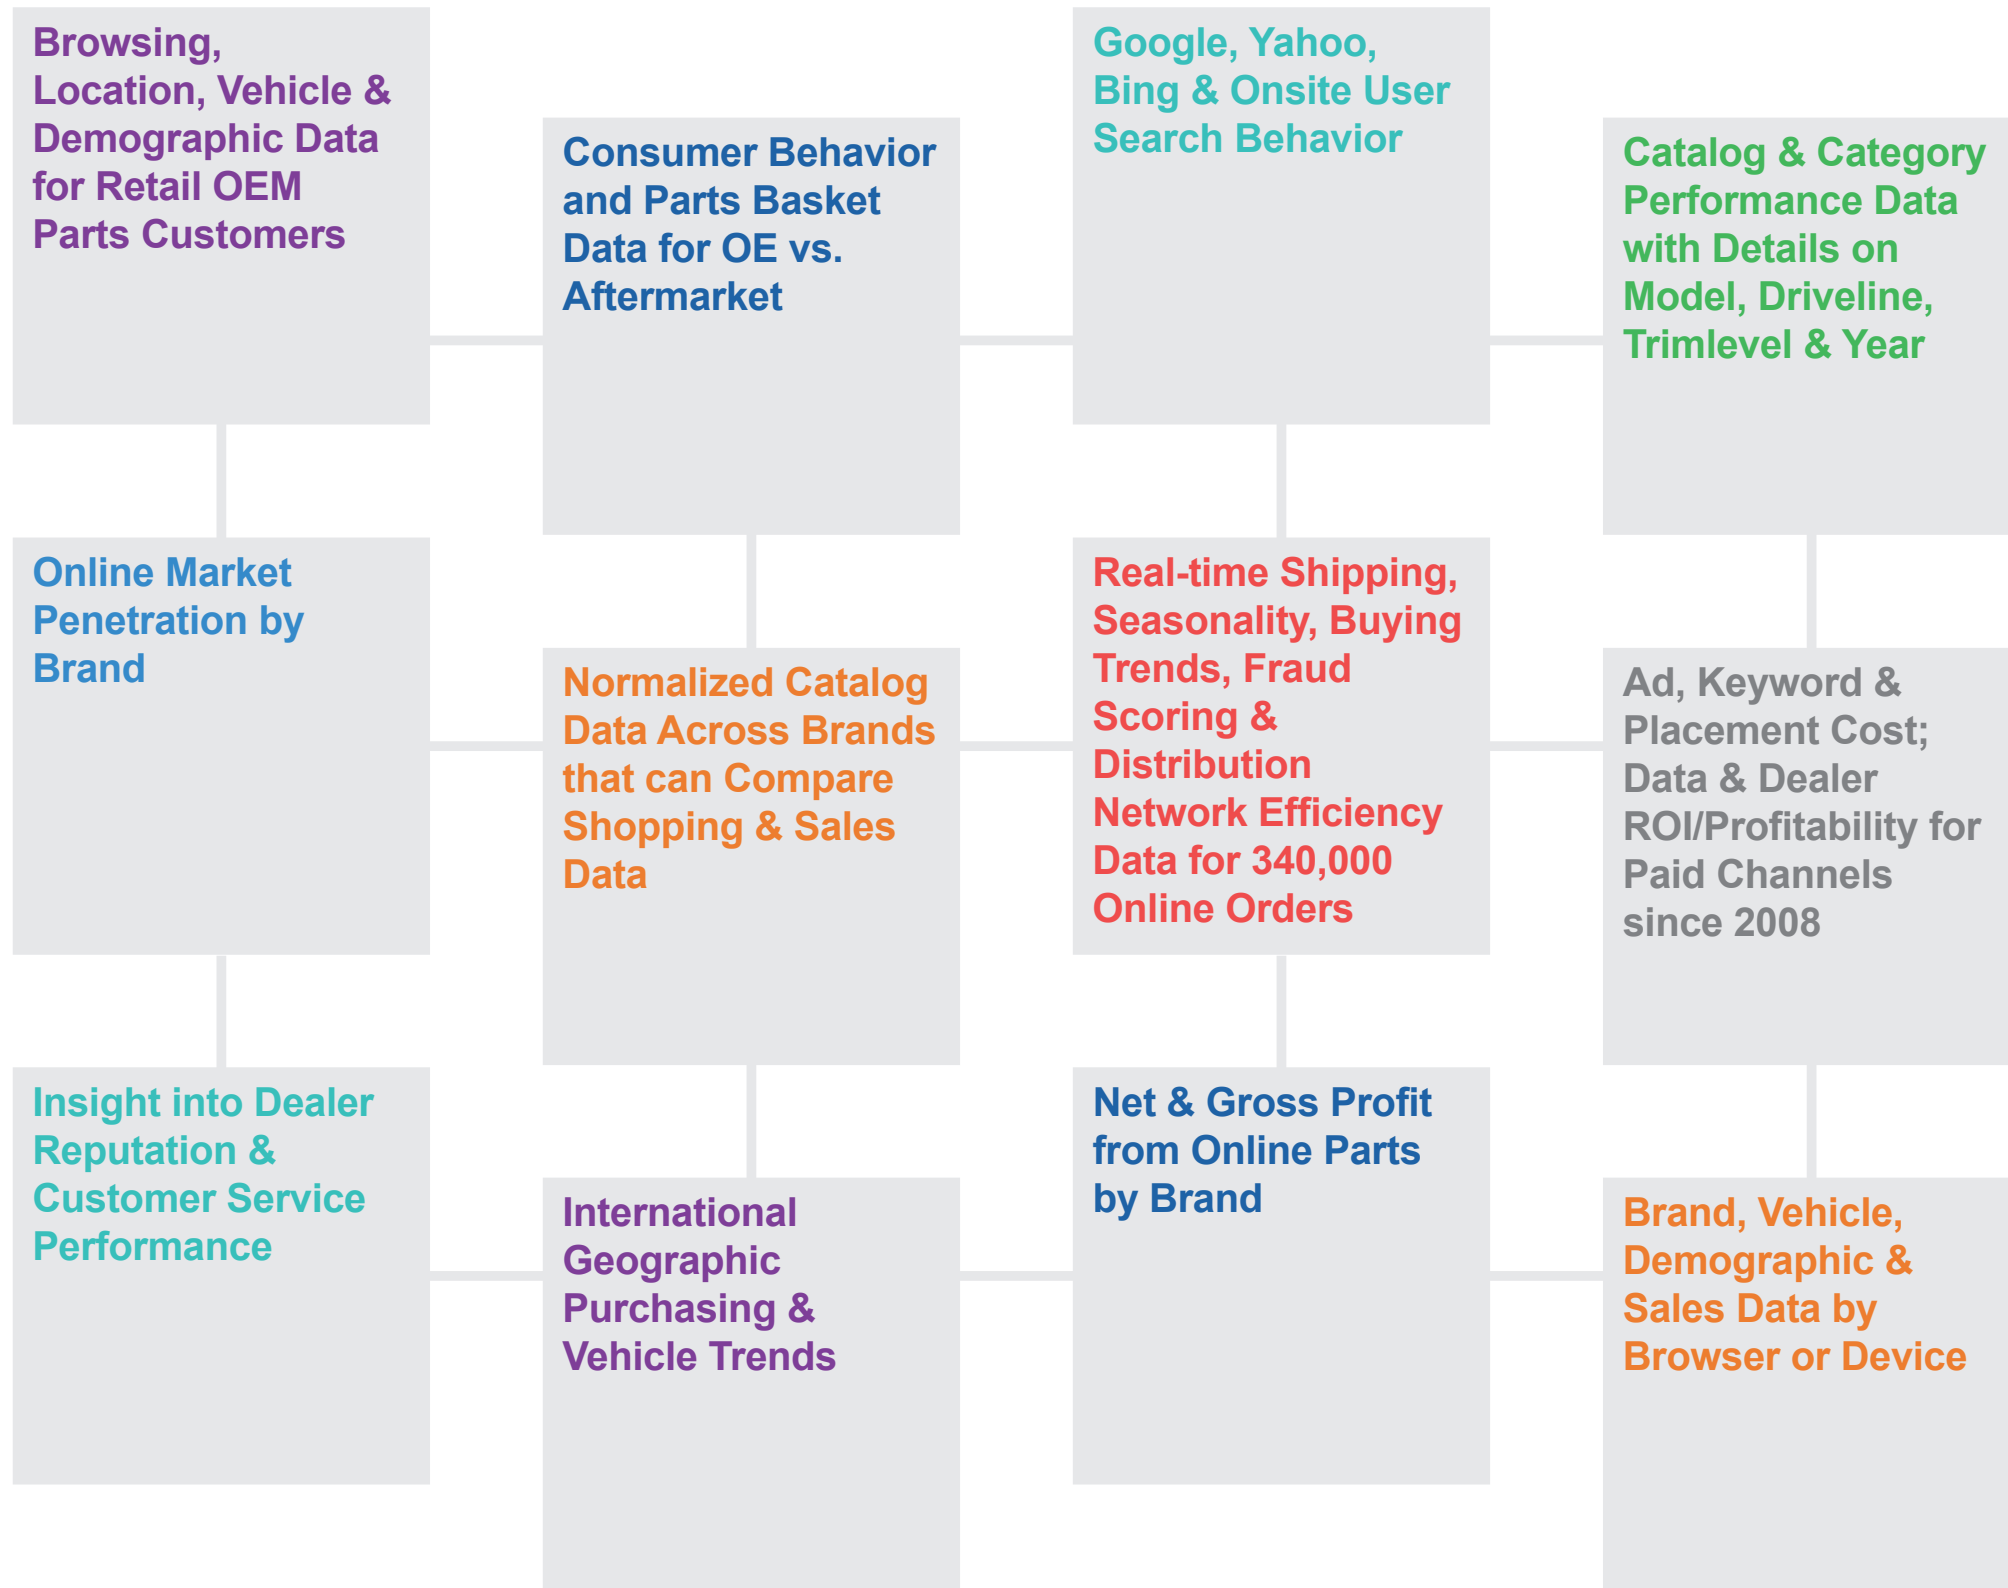 Browsing,
Location, Vehicle &
Demographic Data
for Retail OEM
Parts Customers
Consumer Behavior
and Parts Basket
Data for OE vs.
Aftermarket
Google, Yahoo,
Bing & Onsite User
Search Behavior
Catalog & Category
Performance Data
with Details on
Model, Driveline,
Trimlevel & Year
Online Market
Penetration by
Brand
Normalized Catalog
Data Across Brands
that can Compare
Shopping & Sales
Data
Real-time Shipping,
Seasonality, Buying
Trends, Fraud
Scoring &
Distribution
Network Efficiency
Data for 340,000
Online Orders
Ad, Keyword &
Placement Cost;
Data & Dealer
ROI/Profitability for
Paid Channels
since 2008
Insight into Dealer
Reputation &
Customer Service
Performance
International
Geographic
Purchasing &
Vehicle Trends
Net & Gross Profit
from Online Parts
by Brand
Brand, Vehicle,
Demographic &
Sales Data by
Browser or Device